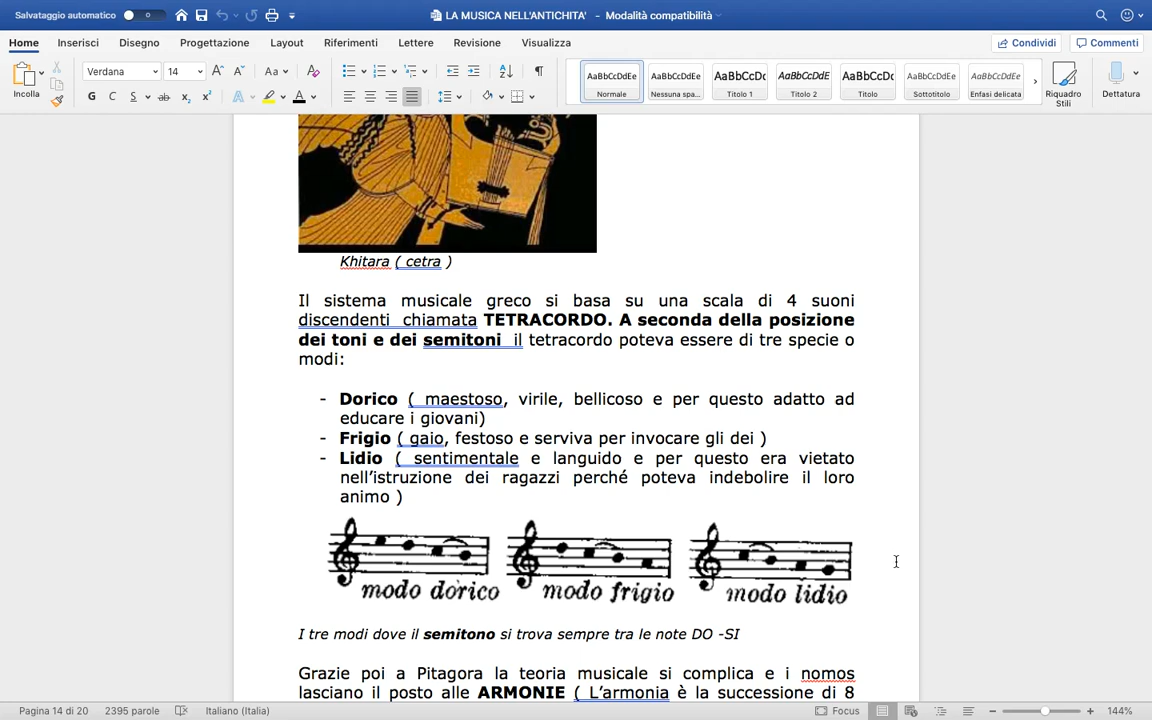 Salvataggio automatico
LA MUSICA NELL'ANTICHITA' - Modalità compatibilità
Home Inserisci Disegno Progettazione Layout Riferimenti Lettere Revisione Visualizza
Condividi Commenti
Incolla
Verdana 14
G C S ab x₂ x²
AaBbCcDdEe AaBbCcDdEe AaBbCcDc AaBbCcDdE AaBbCcDc AaBbCcDdEe AaBbCcDdEe
Normale Nessuna spa... Titolo 1 Titolo 2 Titolo Sottotitolo Enfasi delicata
Riquadro Stili
Dettatura
Khitara ( cetra )
Il sistema musicale greco si basa su una scala di 4 suoni
discendenti chiamata TETRACORDO. A seconda della posizione
dei toni e dei semitoni il tetracordo poteva essere di tre specie o
modi:
- Dorico ( maestoso, virile, bellicoso e per questo adatto ad
educare i giovani)
- Frigio ( gaio, festoso e serviva per invocare gli dei )
- Lidio ( sentimentale e languido e per questo era vietato
nell'istruzione dei ragazzi perché poteva indebolire il loro
animo )
modo dorico modo frigio modo lidio
I tre modi dove il semitono si trova sempre tra le note DO -SI
Grazie poi a Pitagora la teoria musicale si complica e i nomos
lasciano il posto alle ARMONIE ( L'armonia è la successione di 8
Pagina 14 di 20 2395 parole Italiano (Italia) Focus 144%